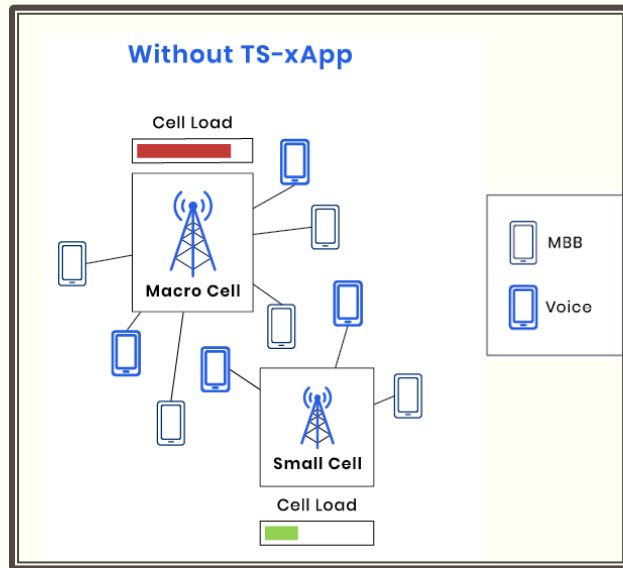 Without TS-xApp
Cell Load
Macro Cell
MBB
Voice
Small Cell
Cell Load